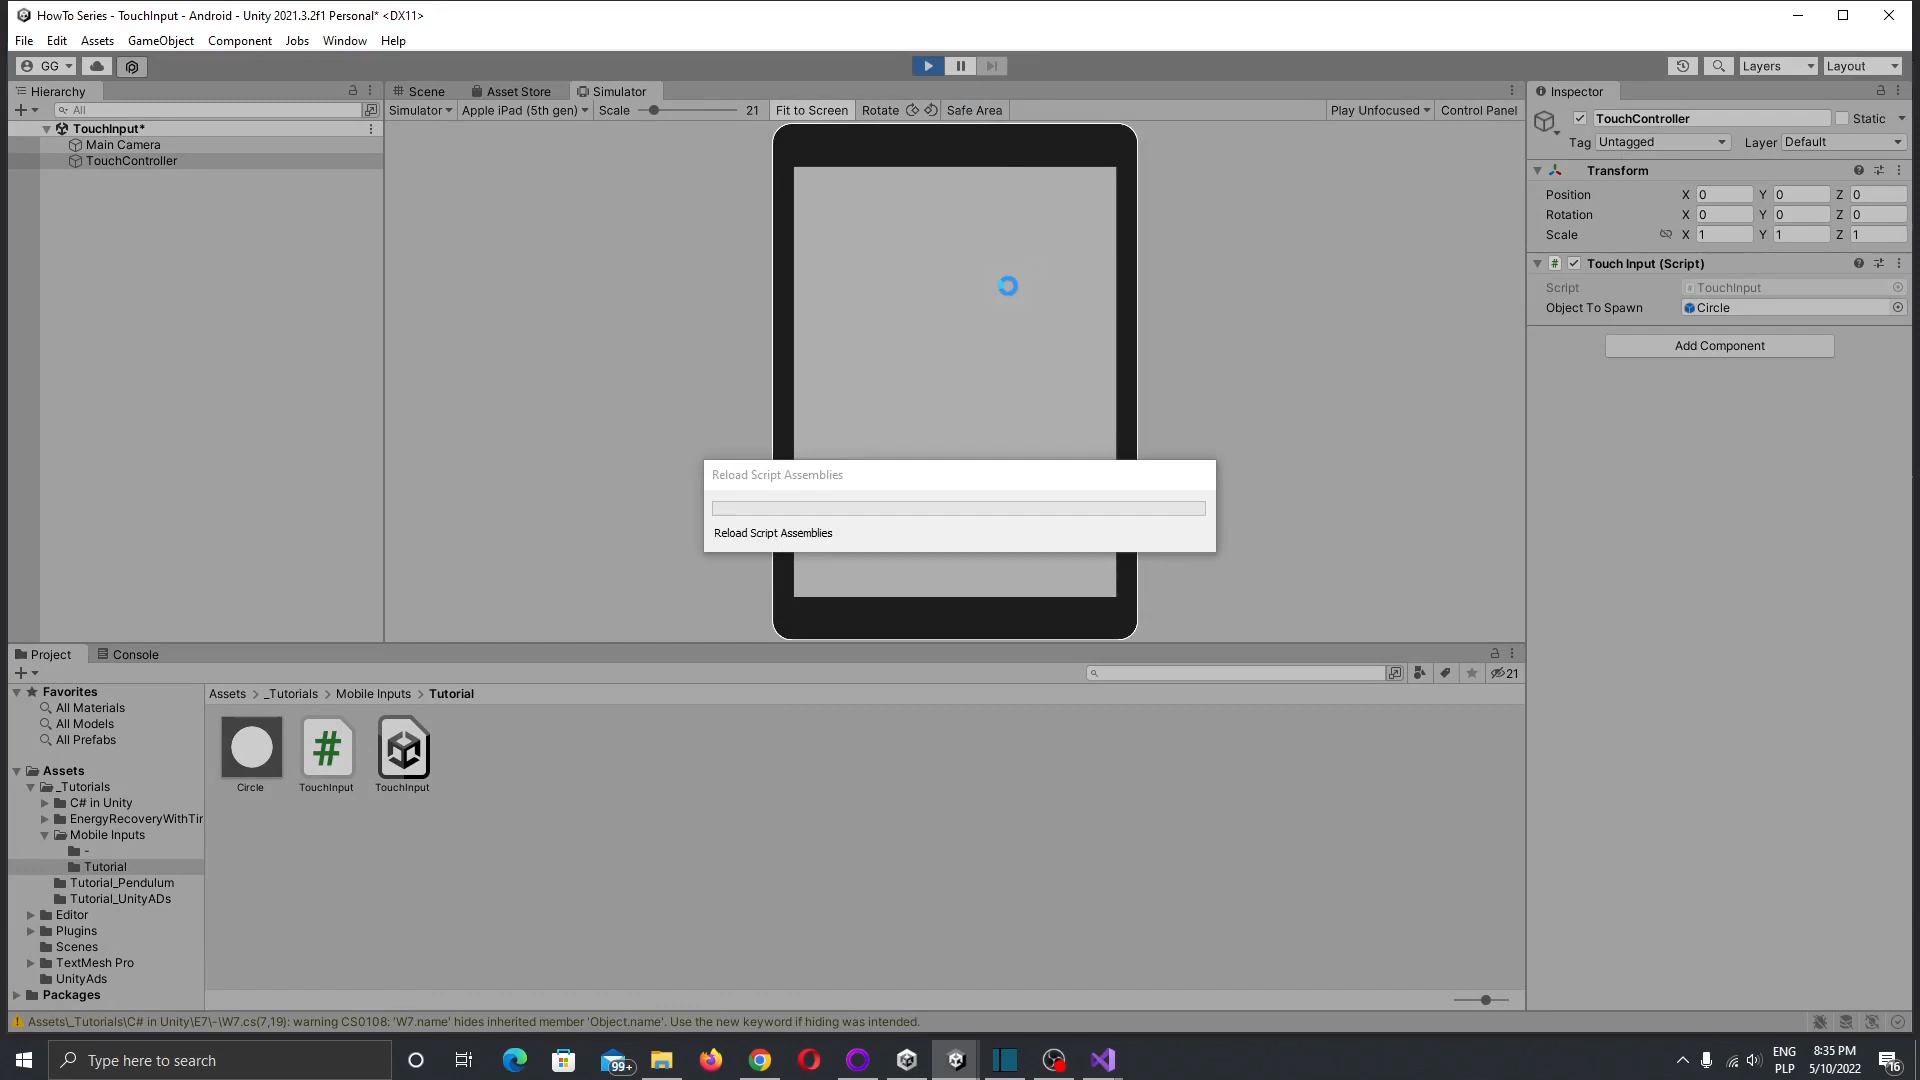 HowTo Series - TouchInput - Android - Unity 2021.3.2f1 Personal* <DX11>
File Edit Assets GameObject Component Jobs Window Help
GG
Layers
Layout
Hierarchy
All
TouchInput*
Main Camera
TouchController
Scene
Asset Store
Simulator
Simulator
Apple iPad (5th gen)
Scale
21
Fit to Screen
Rotate
Safe Area
Play Unfocused
Control Panel
Inspector
TouchController
Static
Tag Untagged Layer Default
Transform
Position X 0 Y 0 Z 0
Rotation X 0 Y 0 Z 0
Scale X 1 Y 1 Z 1
# Touch Input (Script)
Script TouchInput
Object To Spawn Circle
Add Component
Reload Script Assemblies
Reload Script Assemblies
Project
Console
21
Favorites
All Materials
All Models
All Prefabs
Assets
_Tutorials
C# in Unity
EnergyRecoveryWithTir
Mobile Inputs
-
Tutorial
Tutorial_Pendulum
Tutorial_UnityADs
Editor
Plugins
Scenes
TextMesh Pro
UnityAds
Packages
Assets > _Tutorials > Mobile Inputs > Tutorial
#
Circle
TouchInput
TouchInput
Assets\_Tutorials\C# in Unity\E7\-\W7.cs(7,19): warning CS0108: 'W7.name' hides inherited member 'Object.name'. Use the new keyword if hiding was intended.
Type here to search
99+
ENG
PLP
8:35 PM
5/10/2022
16